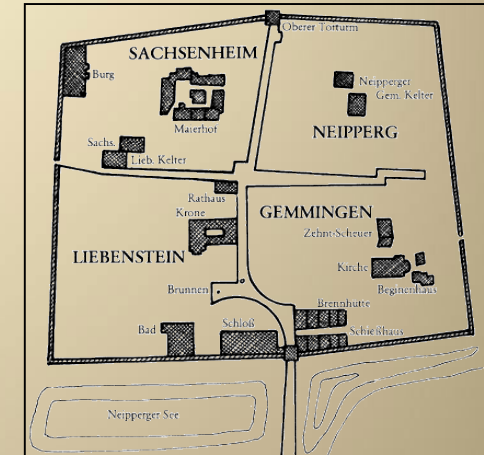 Oberer Torturm
SACHSENHEIM
Burg
Maierhof
Neipperger
Gem. Kelter
NEIPPERG
Sachs.
Lieb. Kelter
Rathaus
Krone
GEMMINGEN
Zehnt-Scheuer
LIEBENSTEIN
Kirche
Beginenhaus
Brunnen
Brennhütte
Bad
Schloß
Schießhaus
Neipperger See